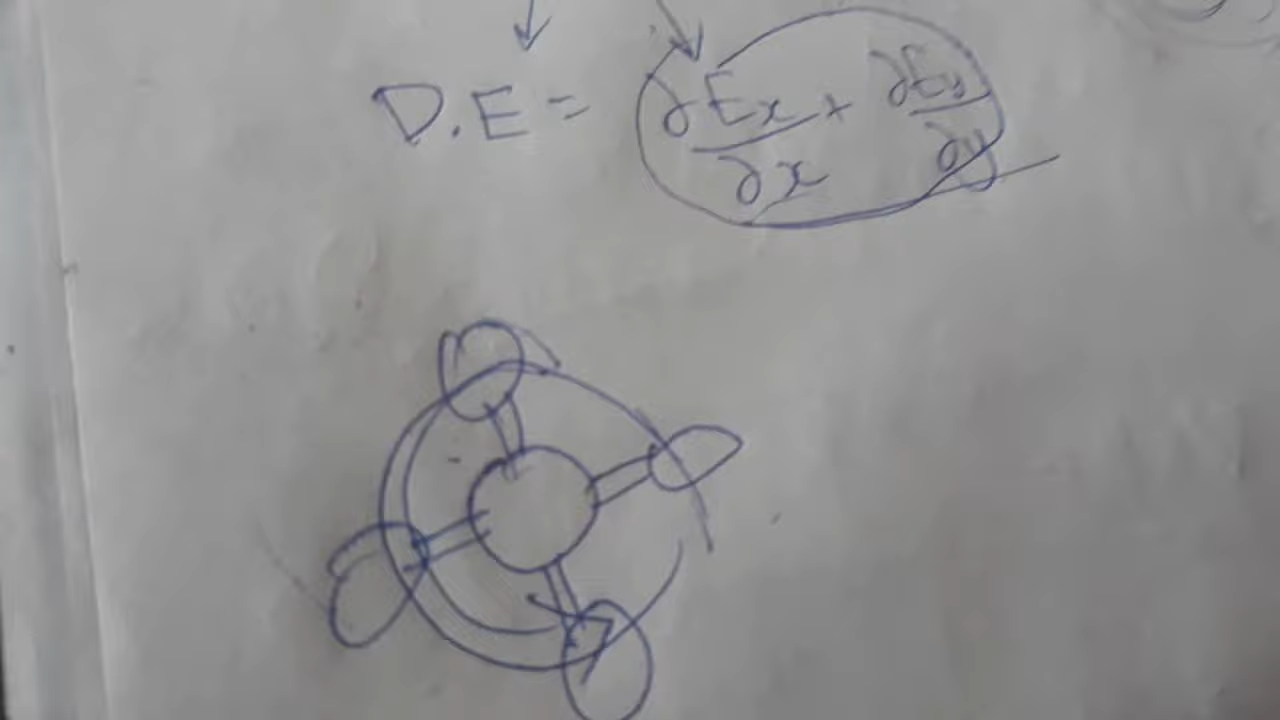 D.E = ∂Ex/∂x + ∂Ey/∂y